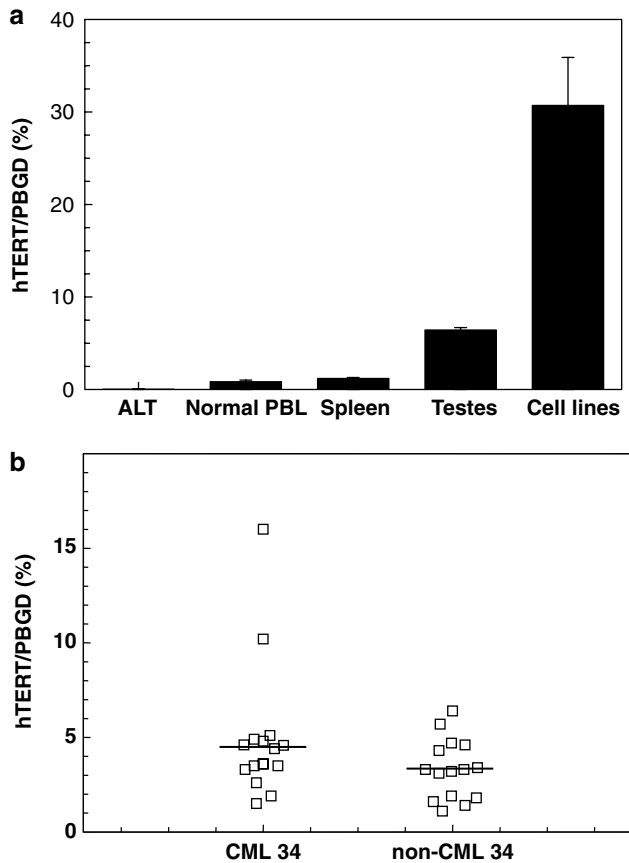 a
hTERT/PBGD (%)
40
30
20
10
0
ALT Normal PBL Spleen Testes Cell lines
b
hTERT/PBGD (%)
15
10
5
0
CML 34 non-CML 34